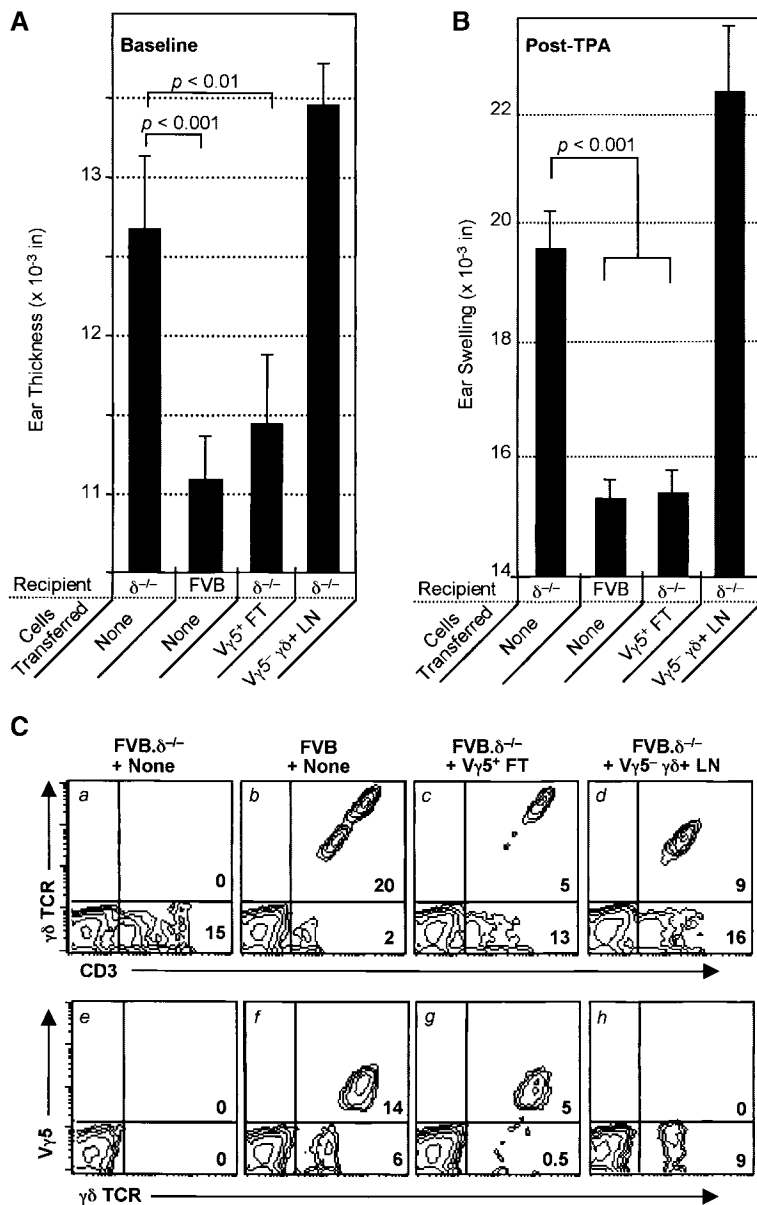 A
Baseline
p < 0.01
p < 0.001
13
12
11
Ear Thickness (x 10⁻³ in)
Recipient δ⁻/⁻ FVB δ⁻/⁻ δ⁻/⁻
Cells Transferred None None Vγ5⁺ FT Vγ5⁻ γδ+ LN
B
Post-TPA
p < 0.001
22
20
18
16
14
Ear Swelling (x 10⁻³ in)
Recipient δ⁻/⁻ FVB δ⁻/⁻ δ⁻/⁻
Cells Transferred None None Vγ5⁺ FT Vγ5⁻ γδ+ LN
C
FVB.δ⁻/⁻ + None
FVB + None
FVB.δ⁻/⁻ + Vγ5⁺ FT
FVB.δ⁻/⁻ + Vγ5⁻ γδ+ LN
a b c d
0 20 5 9
15 2 13 16
γδ TCR
CD3
e f g h
0 14 5 0
0 6 0.5 9
Vγ5
γδ TCR